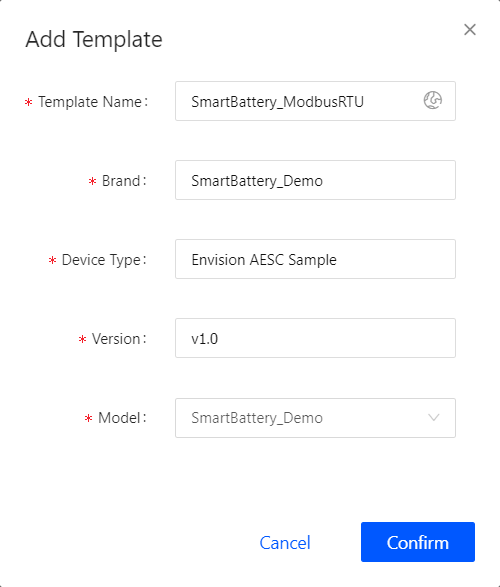 Add Template
* Template Name: SmartBattery_ModbusRTU
* Brand: SmartBattery_Demo
* Device Type: Envision AESC Sample
* Version: v1.0
* Model: SmartBattery_Demo
Cancel Confirm